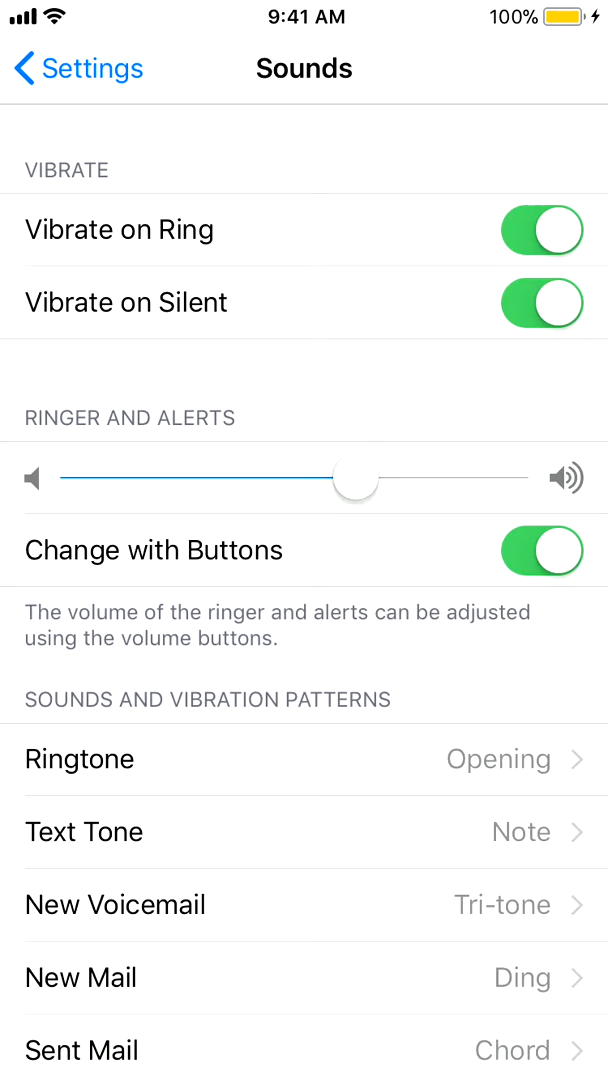 9:41 AM
100%
Settings
Sounds
VIBRATE
Vibrate on Ring
Vibrate on Silent
RINGER AND ALERTS
Change with Buttons
The volume of the ringer and alerts can be adjusted
using the volume buttons.
SOUNDS AND VIBRATION PATTERNS
Ringtone Opening
Text Tone Note
New Voicemail Tri-tone
New Mail Ding
Sent Mail Chord